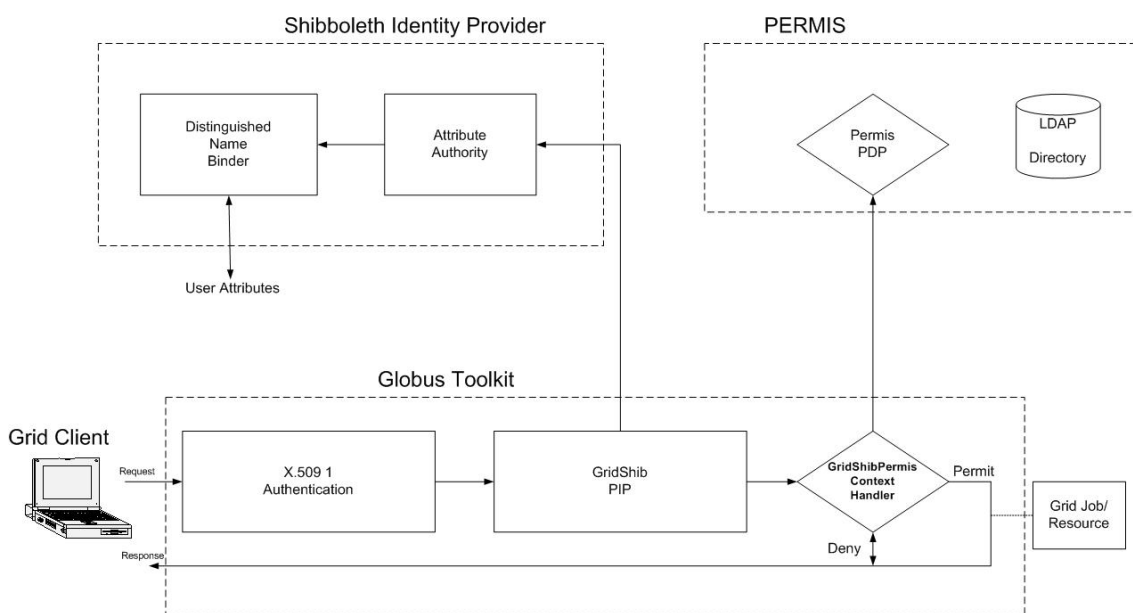 Shibboleth Identity Provider
PERMIS
Distinguished
Name
Binder
Attribute
Authority
Permis
PDP
LDAP
Directory
User Attributes
Globus Toolkit
Grid Client
Request
X.509 1
Authentication
GridShib
PIP
GridShibPermis
Context
Handler
Permit
Grid Job/
Resource
Deny
Response